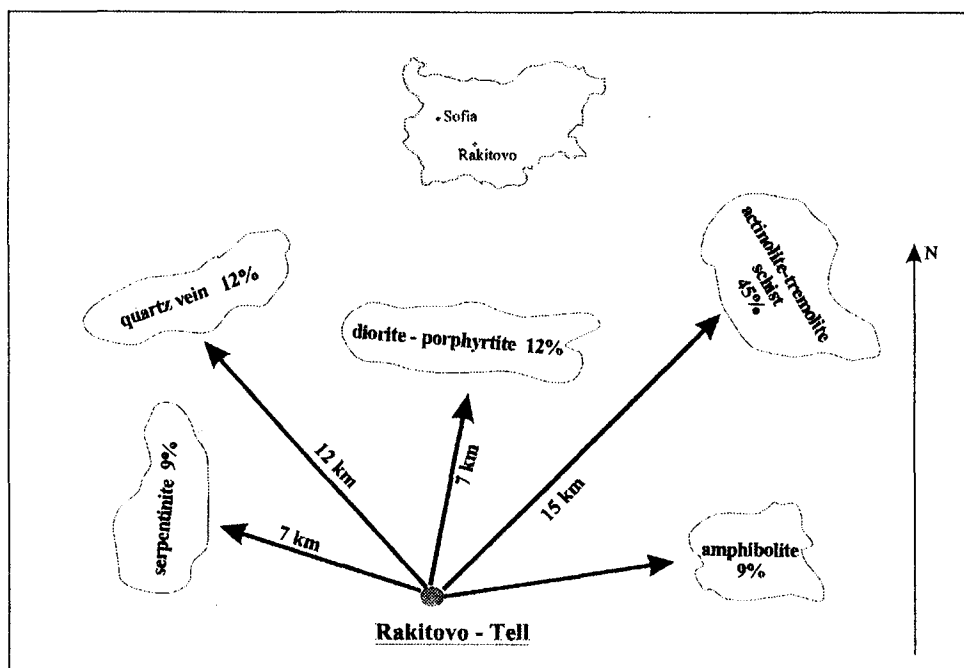 Sofia
Rakitovo
N
quartz vein 12%
diorite - porphyrtite 12%
actinolite-tremolite
schist
45%
serpentinite 9%
12 km
7 km
15 km
7 km
amphibolite
9%
Rakitovo - Tell